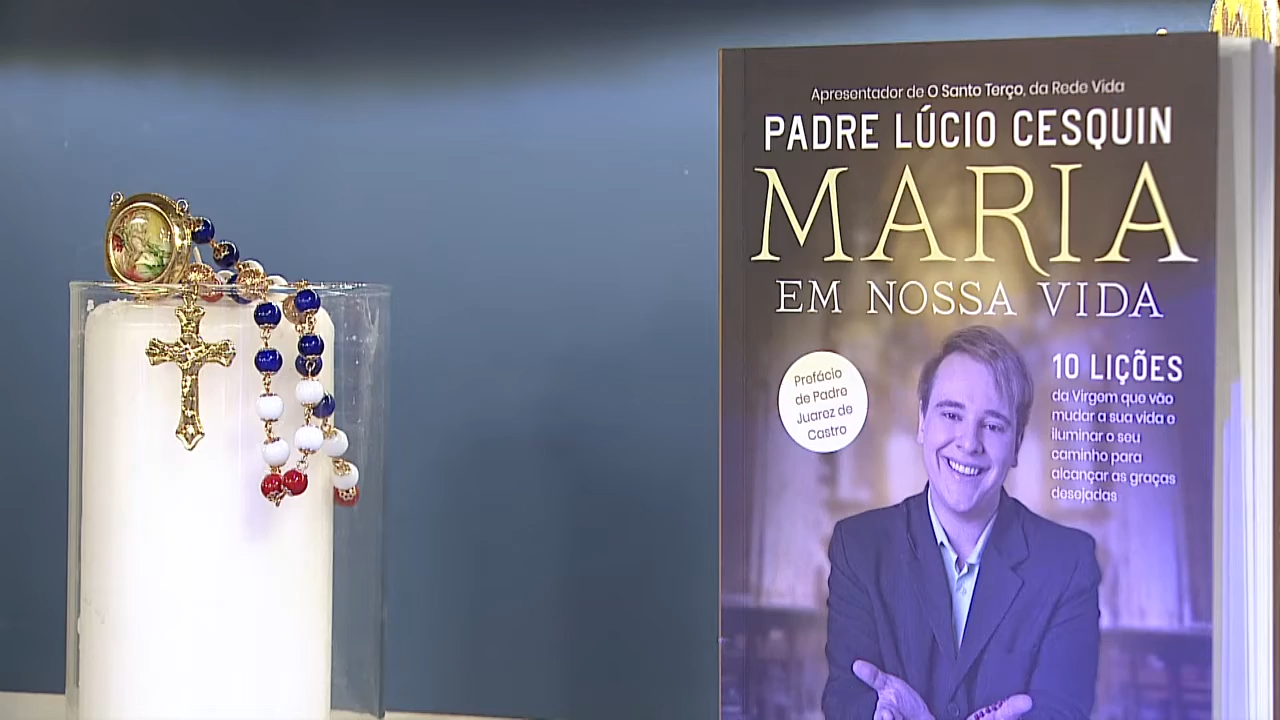 Apresentador de O Santo Terço, da Rede Vida
PADRE LÚCIO CESQUIN
MARIA
EM NOSSA VIDA
Prefácio
de Padre
Juarez de
Castro
10 LIÇÕES
da Virgem que vão
mudar a sua vida e
iluminar o seu
caminho para
alcançar as graças
desejadas